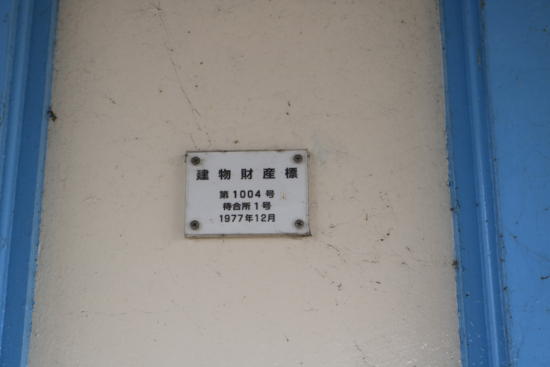 建物財産標
第1004号
待合所1号
1977年12月